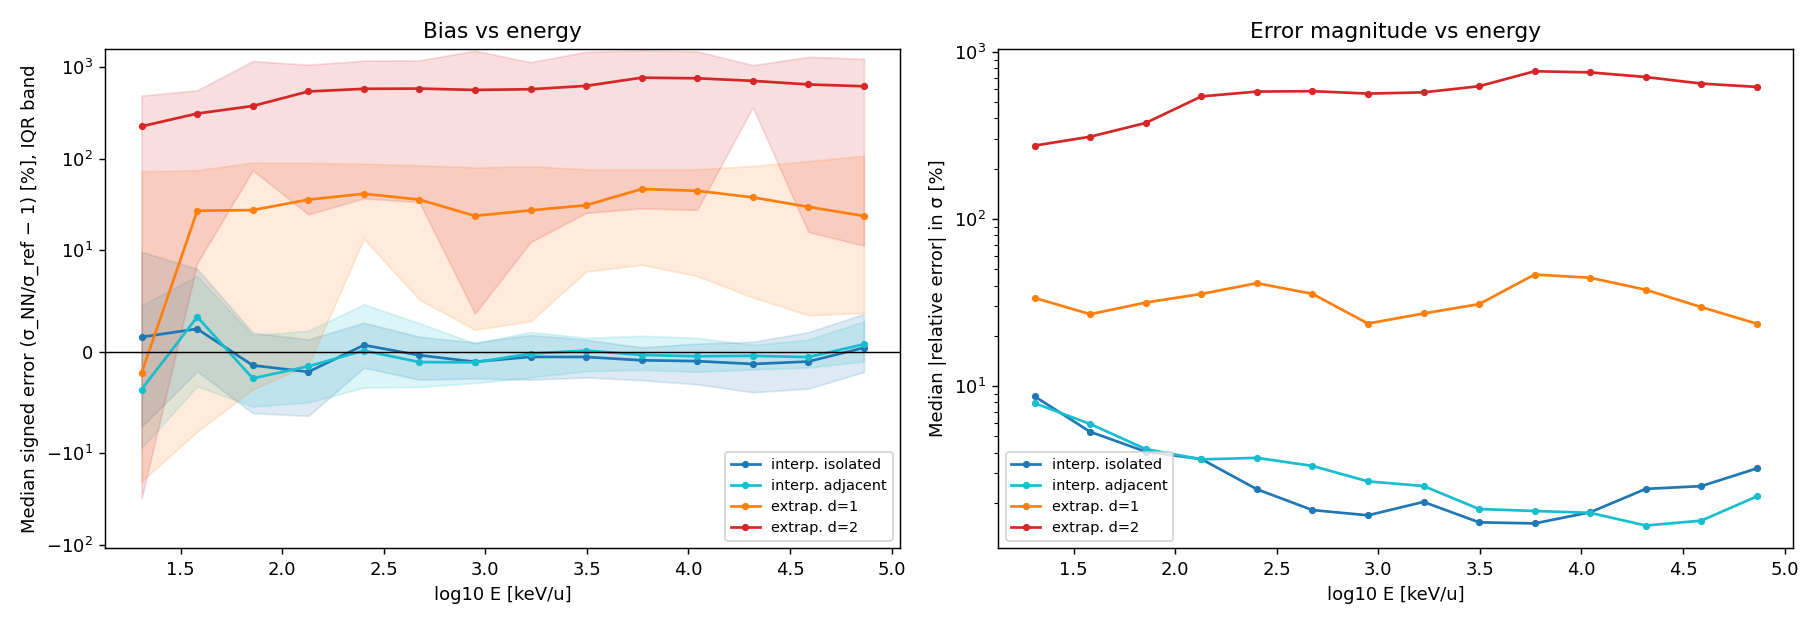 Bias vs energy
Median signed error (σ_NN/σ_ref − 1) [%], IQR band
10³
10²
10¹
0
−10¹
−10²
1.5 2.0 2.5 3.0 3.5 4.0 4.5 5.0
log10 E [keV/u]
interp. isolated
interp. adjacent
extrap. d=1
extrap. d=2
Error magnitude vs energy
Median |relative error| in σ [%]
10³
10²
10¹
1.5 2.0 2.5 3.0 3.5 4.0 4.5 5.0
log10 E [keV/u]
interp. isolated
interp. adjacent
extrap. d=1
extrap. d=2